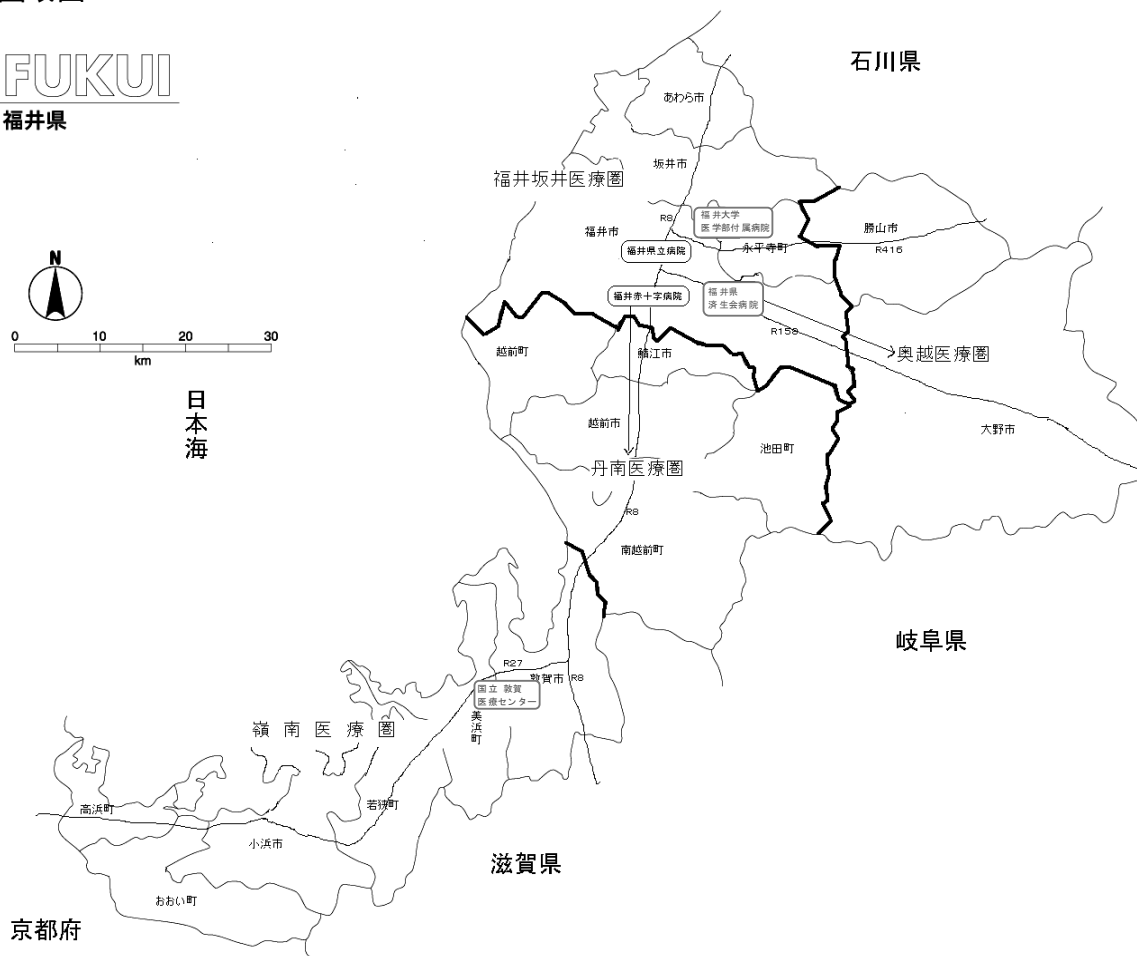 FUKUI
福井県
石川県
あわら市
坂井市
福井坂井医療圏
福井大学
医学部付属病院
R8
福井市
勝山市
永平寺町
R416
福井県立病院
N
福井県
済生会病院
福井赤十字病院
R158
0 10 20 30
km
越前町
鯖江市
奥越医療圏
日本海
越前市
大野市
池田町
丹南医療圏
R8
南越前町
岐阜県
R27
敦賀市
R8
国立 敦賀
医療センター
美浜町
嶺南医療圏
若狭町
高浜町
小浜市
滋賀県
おおい町
京都府